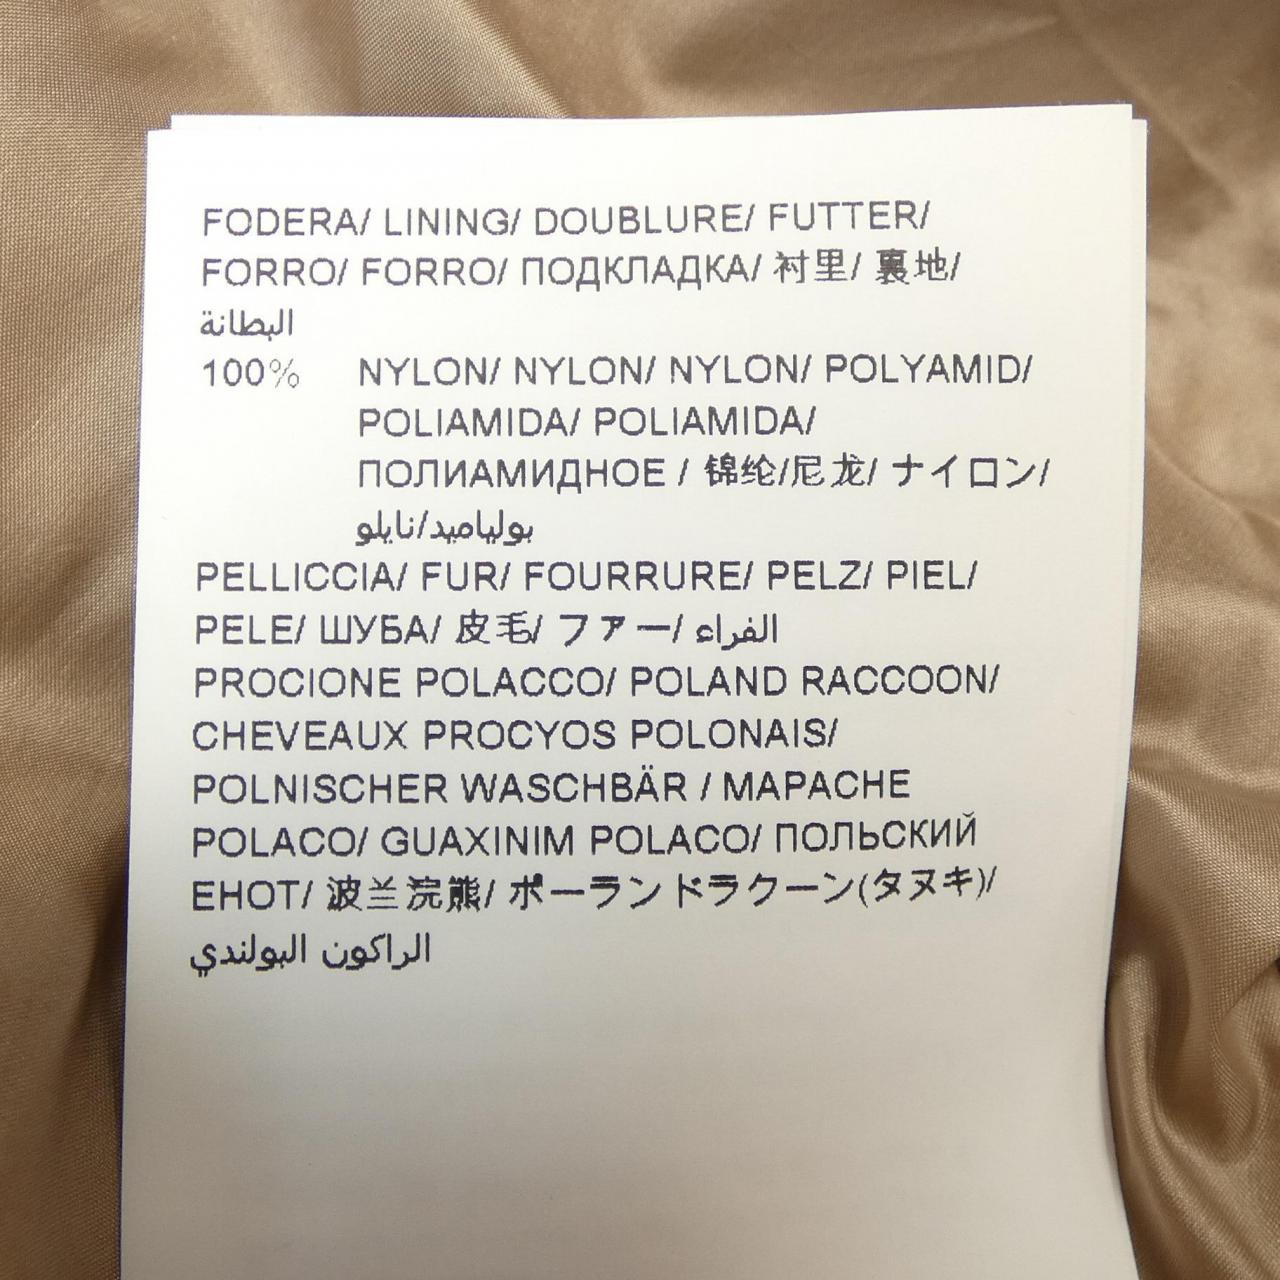 FODERA/ LINING/ DOUBLURE/ FUTTER/
FORRO/ FORRO/ ПОДКЛАДКА/ 衬里/ 裏地/
البطانة
100% NYLON/ NYLON/ NYLON/ POLYAMID/
POLIAMIDA/ POLIAMIDA/
ПОЛИАМИДНОЕ / 锦纶/尼龙/ ナイロン/
بولياميد/نايلو
PELLICCIA/ FUR/ FOURRURE/ PELZ/ PIEL/
PELE/ ШУБА/ 皮毛/ ファー/ الفراء
PROCIONE POLACCO/ POLAND RACCOON/
CHEVEAUX PROCYOS POLONAIS/
POLNISCHER WASCHBÄR / MAPACHE
POLACO/ GUAXINIM POLACO/ ПОЛЬСКИЙ
ЕНОТ/ 波兰浣熊/ ポーランドラクーン(タヌキ)/
الراكون البولندي